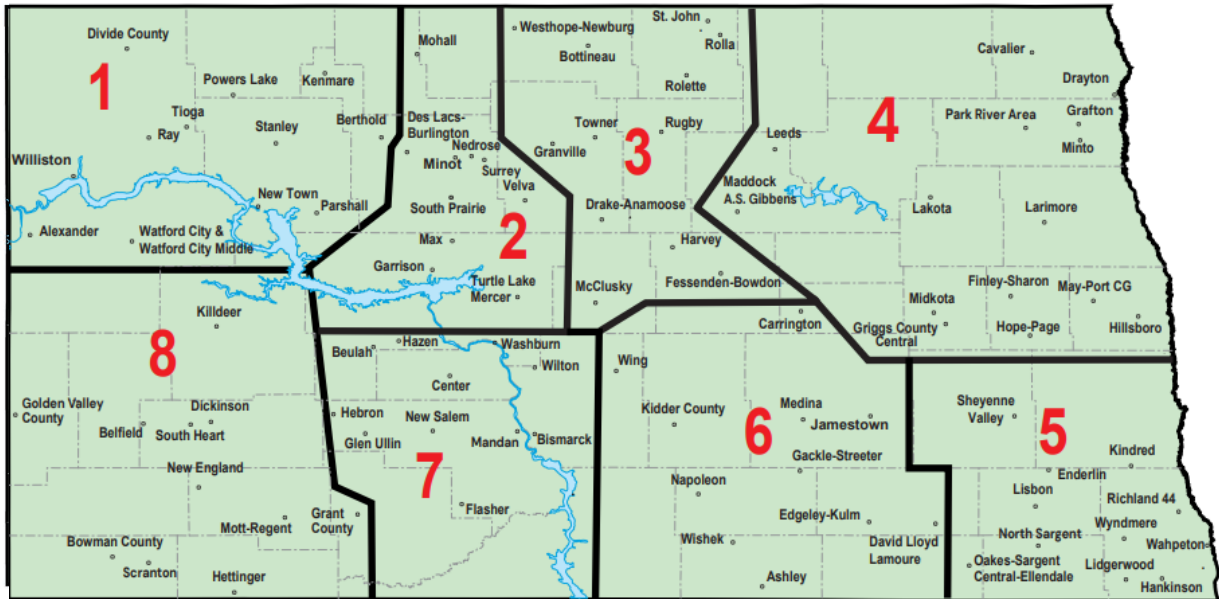 1
Divide County
Powers Lake
Kenmare
Tioga
Ray
Stanley
Berthold
Williston
New Town
Parshall
Alexander
Watford City &
Watford City Middle
2
Mohall
Des Lacs-
Burlington
Nedrose
Minot
Surrey
Velva
South Prairie
Max
Garrison
Turtle Lake
Mercer
3
Westhope-Newburg
St. John
Rolla
Bottineau
Rolette
Towner
Rugby
Granville
Drake-Anamoose
Harvey
Fessenden-Bowdon
McClusky
4
Cavalier
Drayton
Park River Area
Grafton
Minto
Leeds
Maddock
A.S. Gibbens
Lakota
Larimore
Finley-Sharon
May-Port CG
Midkota
Griggs County
Central
Hope-Page
Hillsboro
8
Killdeer
Golden Valley
County
Dickinson
Belfield
South Heart
New England
Mott-Regent
Grant
County
Bowman County
Scranton
Hettinger
7
Beulah
Hazen
Washburn
Wilton
Center
Hebron
New Salem
Glen Ullin
Mandan
Bismarck
Flasher
6
Carrington
Wing
Kidder County
Medina
Jamestown
Gackle-Streeter
Napoleon
Edgeley-Kulm
Wishek
David Lloyd
Lamoure
Ashley
5
Sheyenne
Valley
Kindred
Enderlin
Lisbon
Richland 44
North Sargent
Wyndmere
Wahpeton
Oakes-Sargent
Central-Ellendale
Lidgerwood
Hankinson